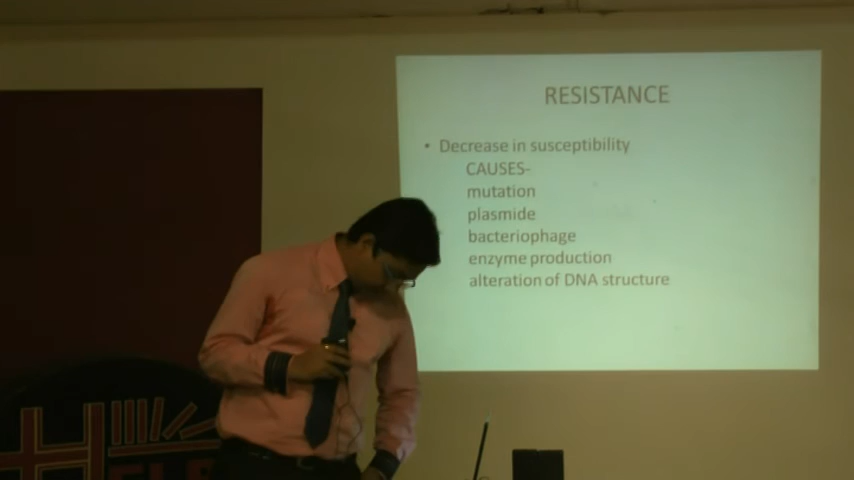 RESISTANCE
• Decrease in susceptibility
CAUSES-
mutation
plasmide
bacteriophage
enzyme production
alteration of DNA structure